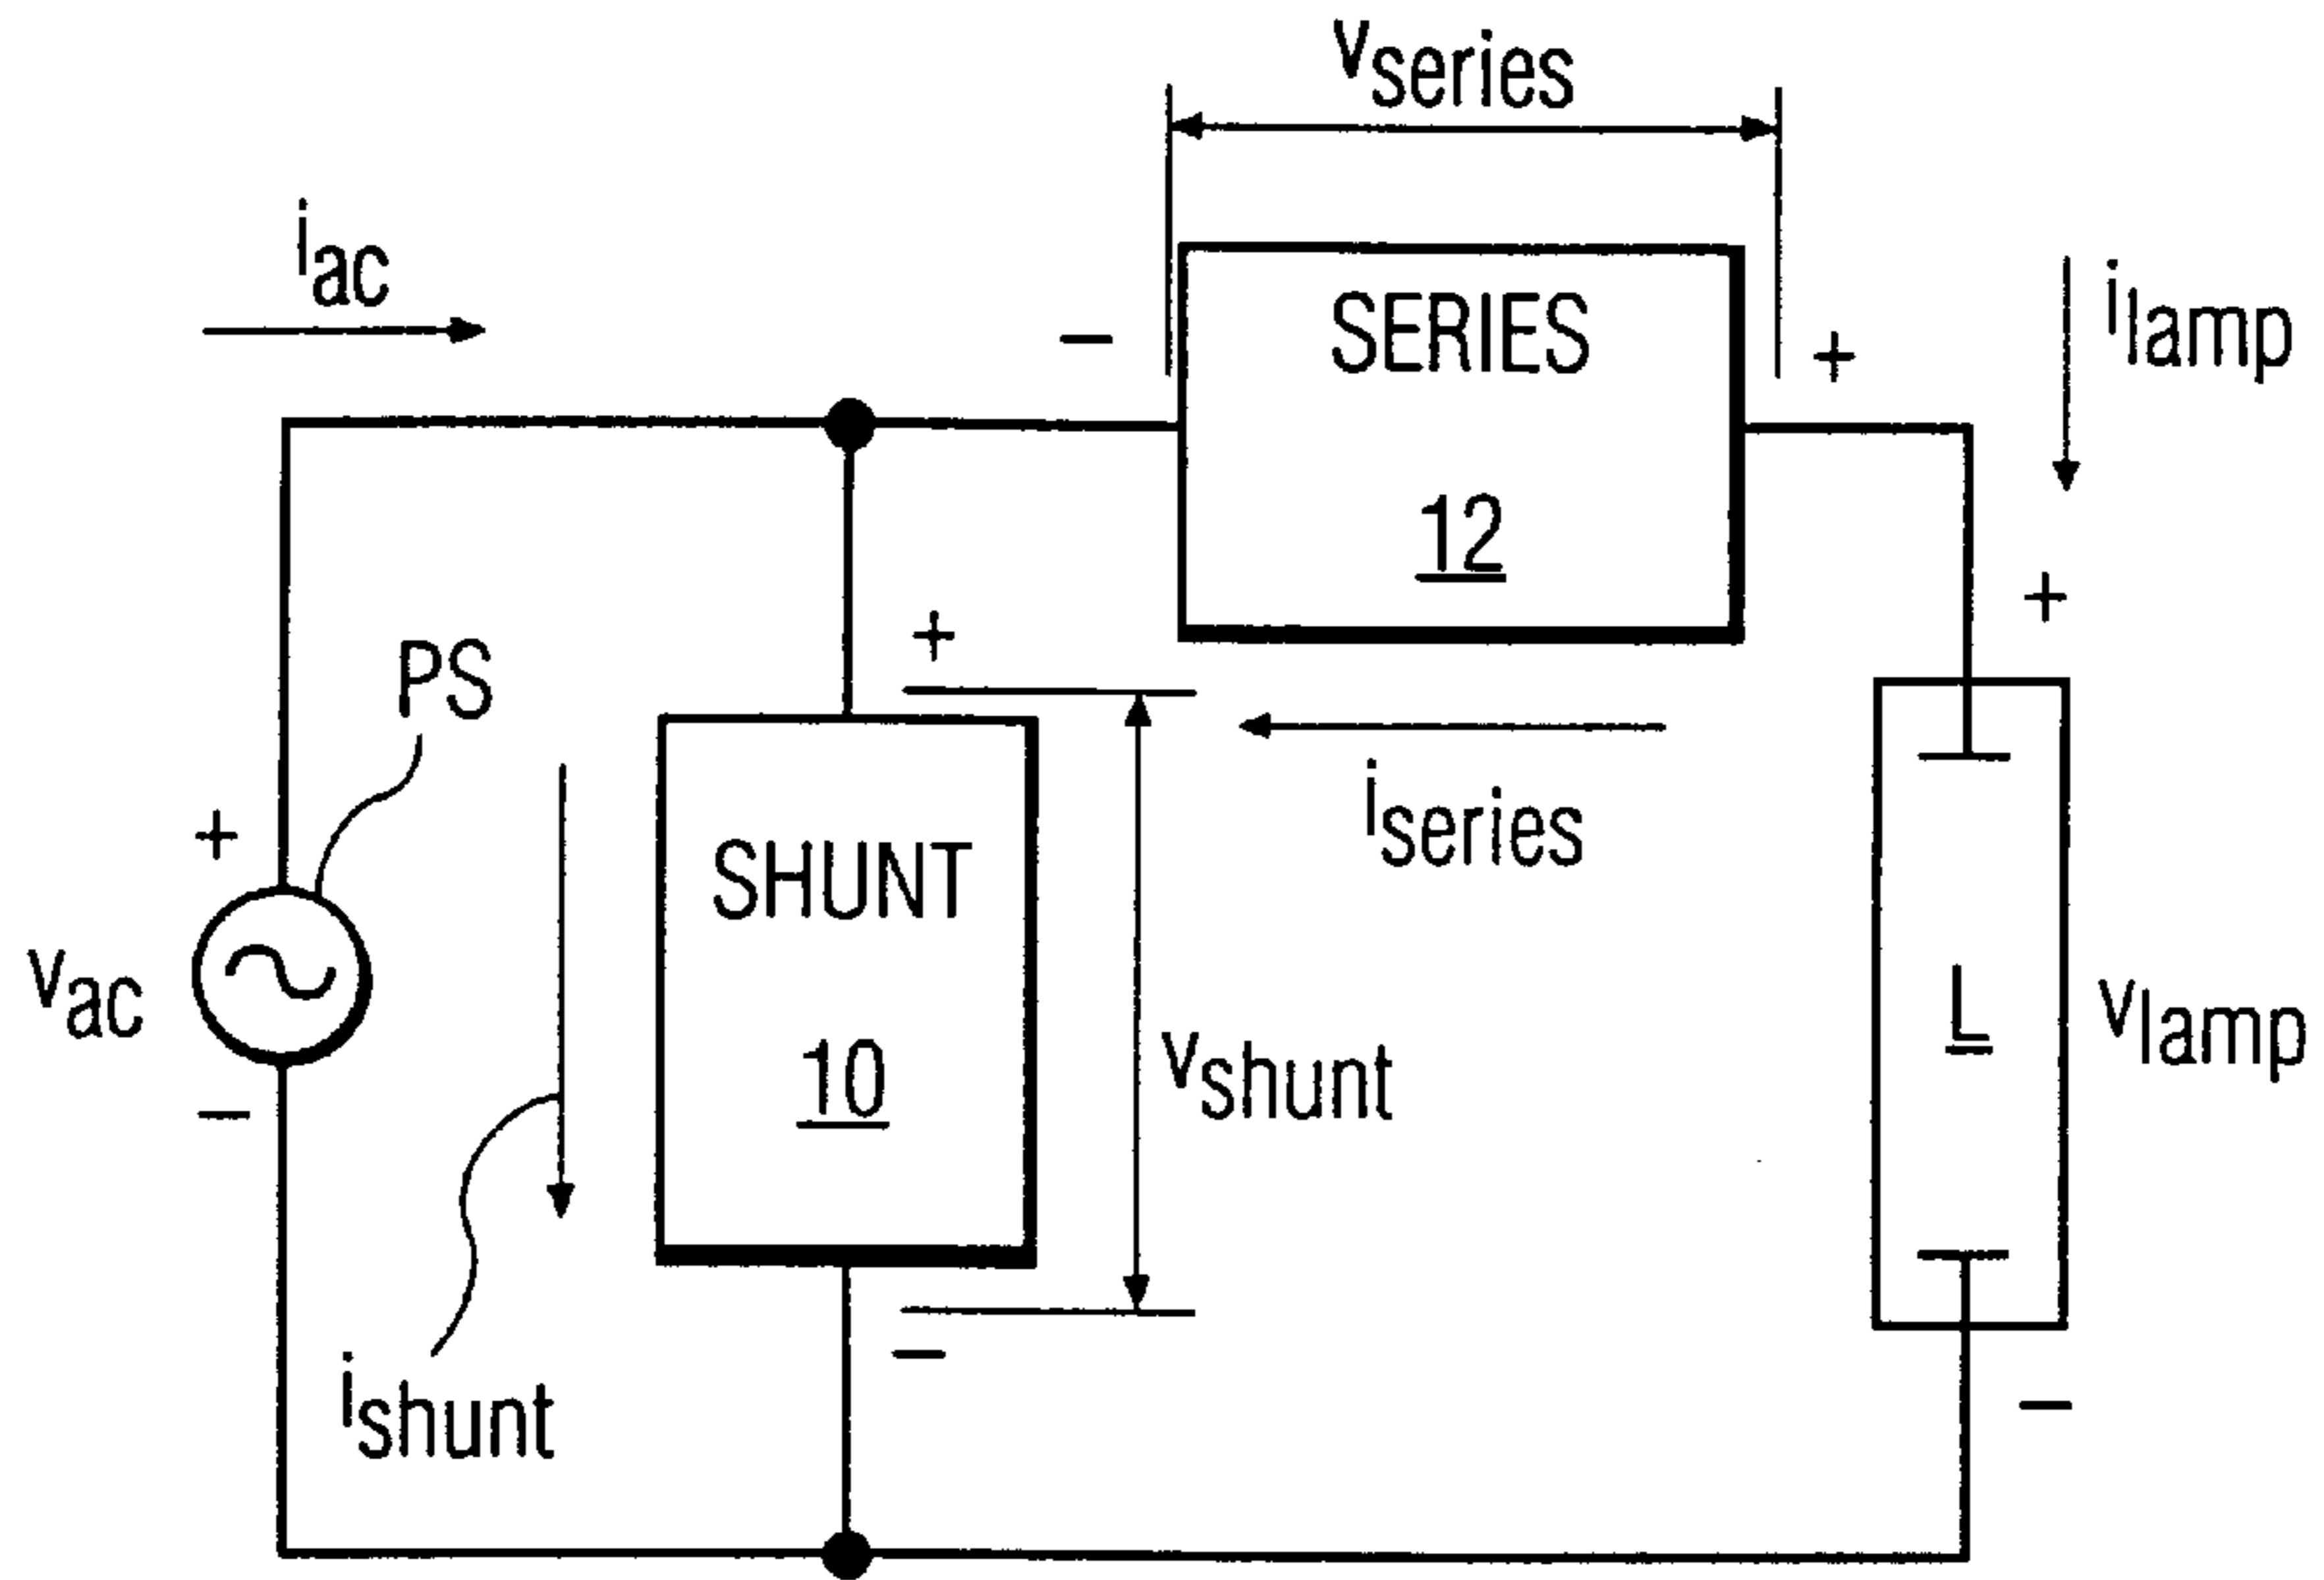 vseries
iac
SERIES
12
ilamp
+
−
+
+
PS
iseries
+
SHUNT
10
vac
−
vshunt
L
vlamp
−
ishunt
−